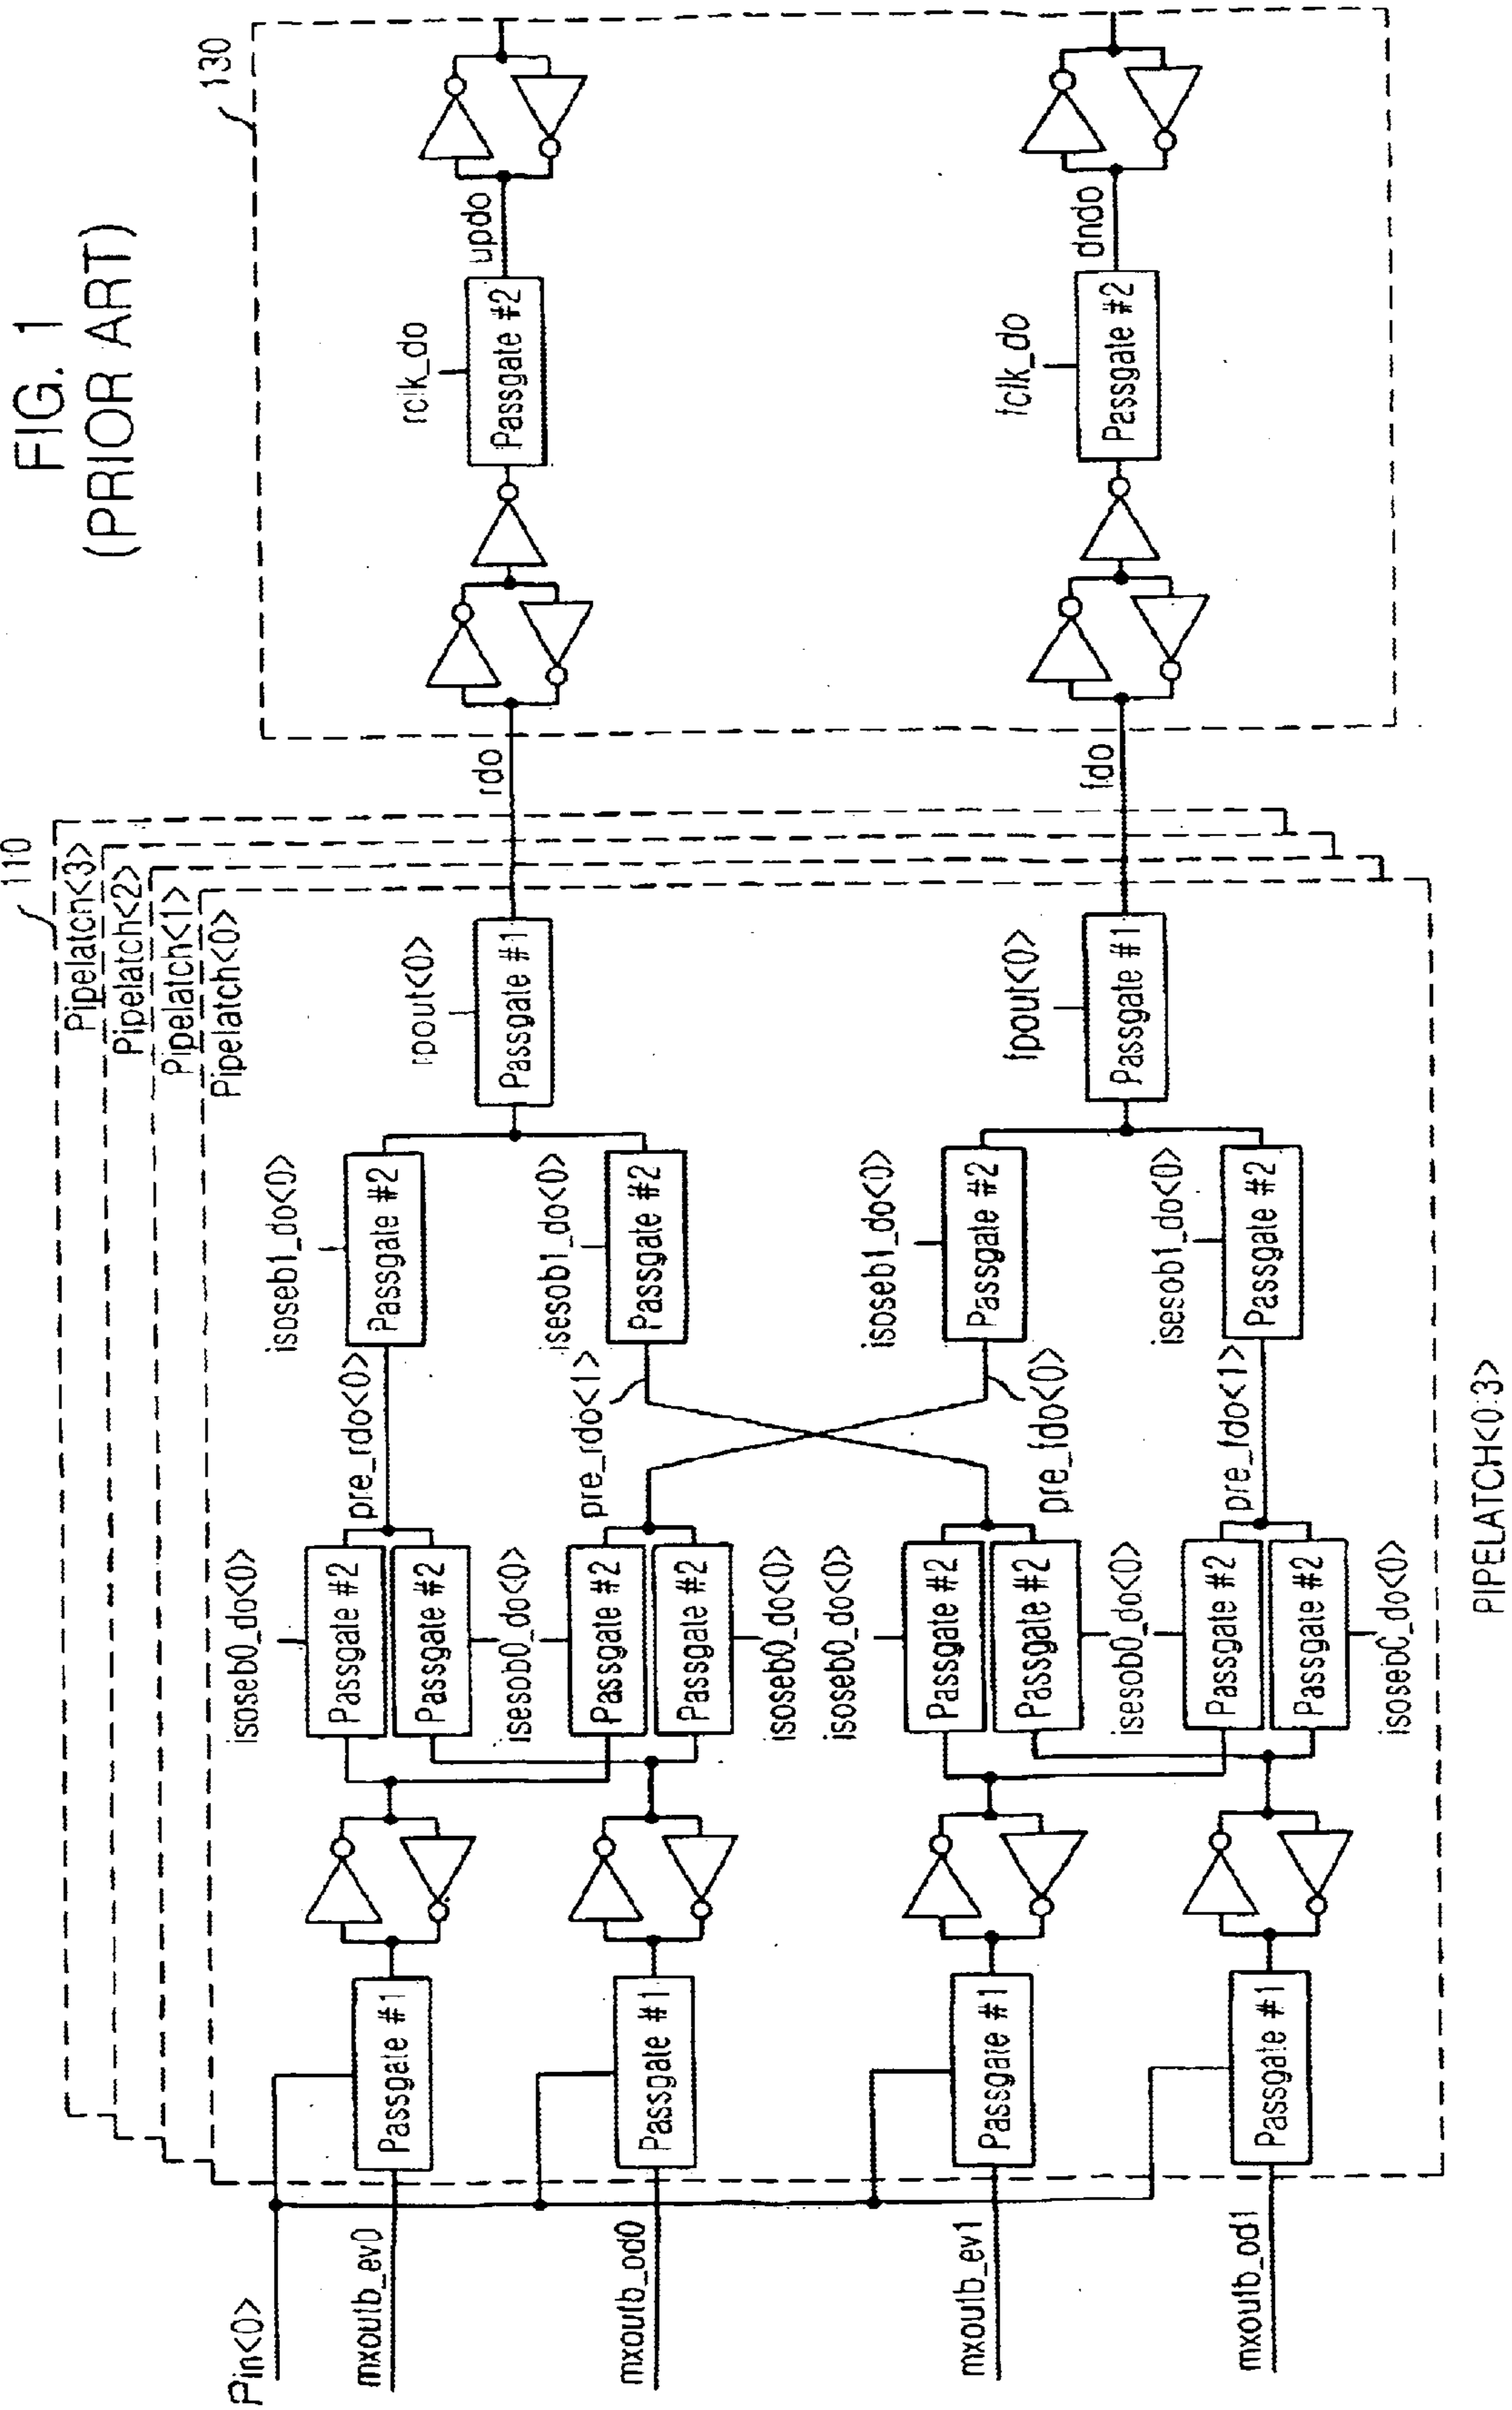 FIG. 1
(PRIOR ART)
110
130
Pipelatch<3>
Pipelatch<2>
Pipelatch<1>
Pipelatch<0>
Pin<0>
mxoutb_ev0
Passgate #1
isoseb0_do<0>
Passgate #2
Passgate #2
isesob0_do<0>
pre_rdo<0>
isoseb1_do<0>
Passgate #2
rpout<0>
Passgate #1
rdo
rclk_do
Passgate #2
updo
mxoutb_od0
Passgate #1
Passgate #2
Passgate #2
isoseb0_do<0>
pre_rdo<1>
isesob1_do<0>
Passgate #2
mxoutb_ev1
Passgate #1
isoseb0_do<0>
Passgate #2
Passgate #2
isesob0_do<0>
pre_fdo<0>
isoseb1_do<0>
Passgate #2
fpout<0>
Passgate #1
fdo
fclk_do
Passgate #2
dndo
mxoutb_od1
Passgate #1
Passgate #2
Passgate #2
isoseb0_do<0>
pre_fdo<1>
isesob1_do<0>
Passgate #2
PIPELATCH<0:3>